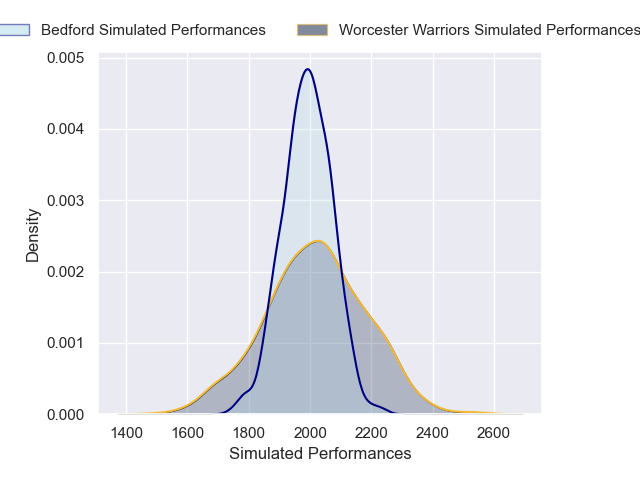 Bedford Simulated Performances Worcester Warriors Simulated Performances
0.005
0.004
0.003
0.002
0.001
0.000
Density
1400 1600 1800 2000 2200 2400 2600
Simulated Performances